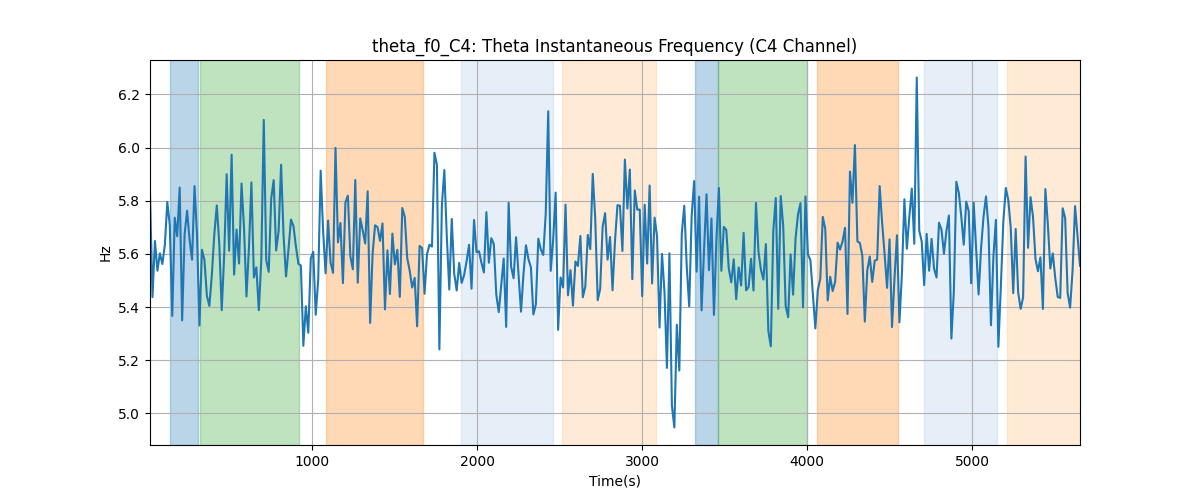 theta_f0_C4: Theta Instantaneous Frequency (C4 Channel)
Hz
6.2
6.0
5.8
5.6
5.4
5.2
5.0
1000 2000 3000 4000 5000
Time(s)